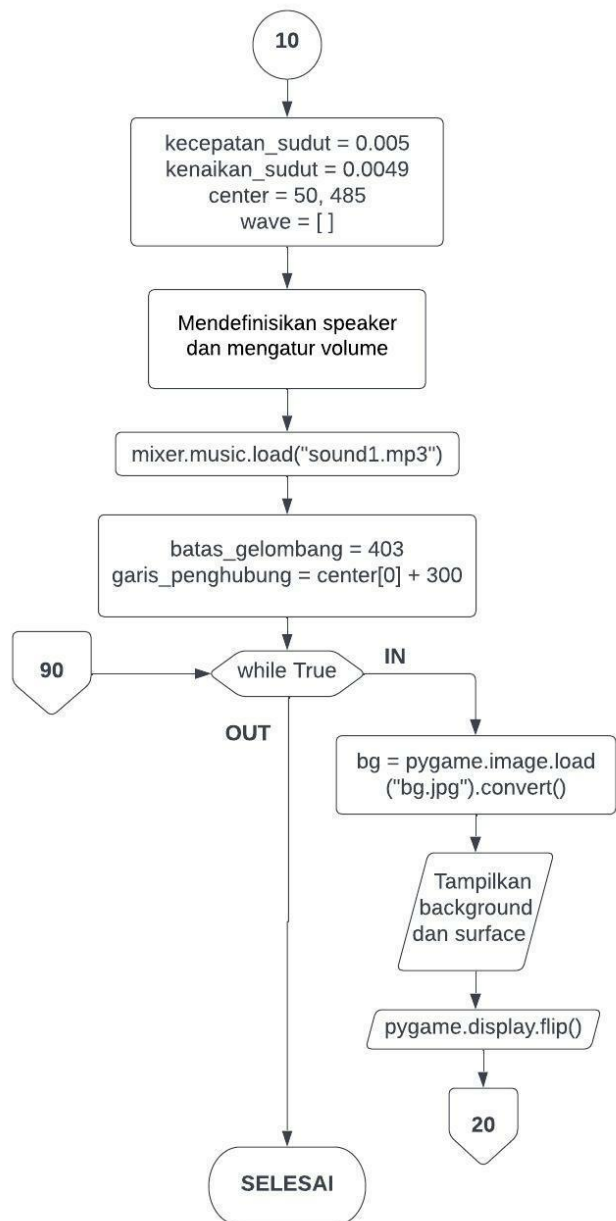 10
kecepatan_sudut = 0.005
kenaikan_sudut = 0.0049
center = 50, 485
wave = [ ]
Mendefinisikan speaker
dan mengatur volume
mixer.music.load("sound1.mp3")
batas_gelombang = 403
garis_penghubung = center[0] + 300
90
while True
IN
OUT
bg = pygame.image.load
("bg.jpg").convert()
Tampilkan
background
dan surface
pygame.display.flip()
20
SELESAI